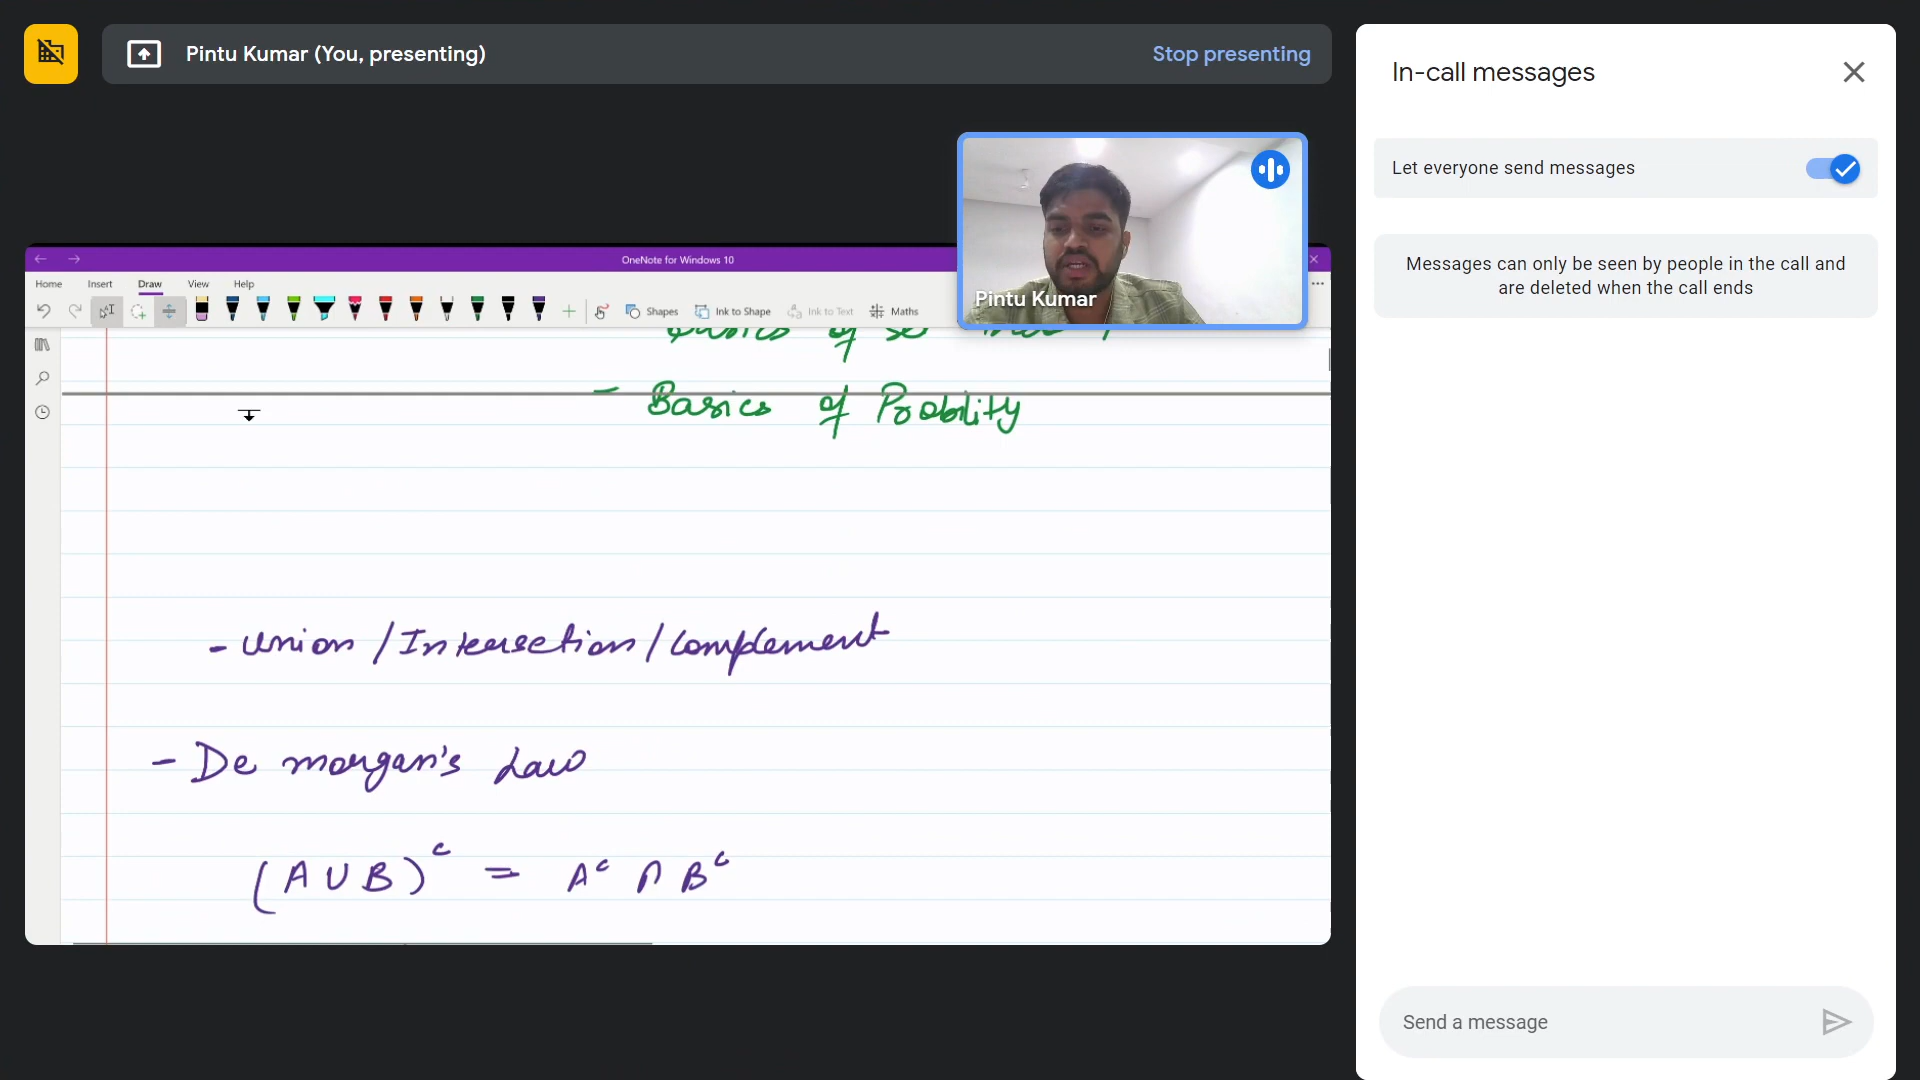 Pintu Kumar (You, presenting)
Stop presenting
In-call messages
Let everyone send messages
Messages can only be seen by people in the call and
are deleted when the call ends
Pintu Kumar
OneNote for Windows 10
Home Insert Draw View Help
Shapes Ink to Shape Ink to Text Maths
Basics of
- Basics of Probility
- Union / Intersection / Complement
- De morgan's Law
(A ∪ B)ᶜ = Aᶜ ∩ Bᶜ
Send a message